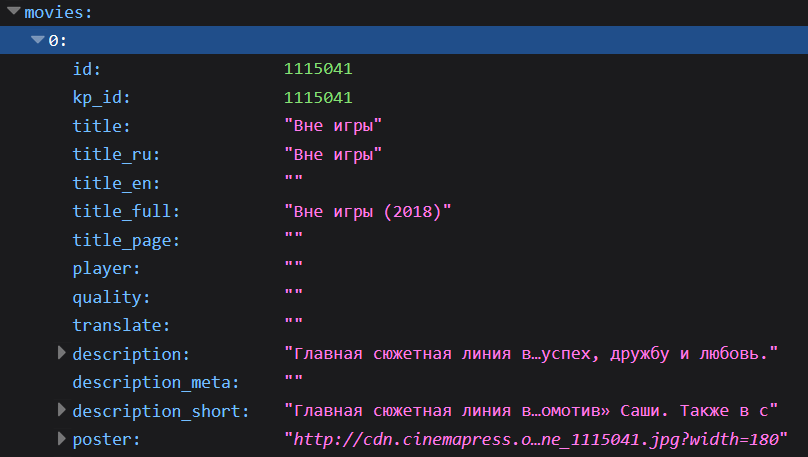 movies:
0:
id: 1115041
kp_id: 1115041
title: "Вне игры"
title_ru: "Вне игры"
title_en: ""
title_full: "Вне игры (2018)"
title_page: ""
player: ""
quality: ""
translate: ""
description: "Главная сюжетная линия в…успех, дружбу и любовь."
description_meta: ""
description_short: "Главная сюжетная линия в…омотив» Саши. Также в с"
poster: "http://cdn.cinemapress.o…ne_1115041.jpg?width=180"